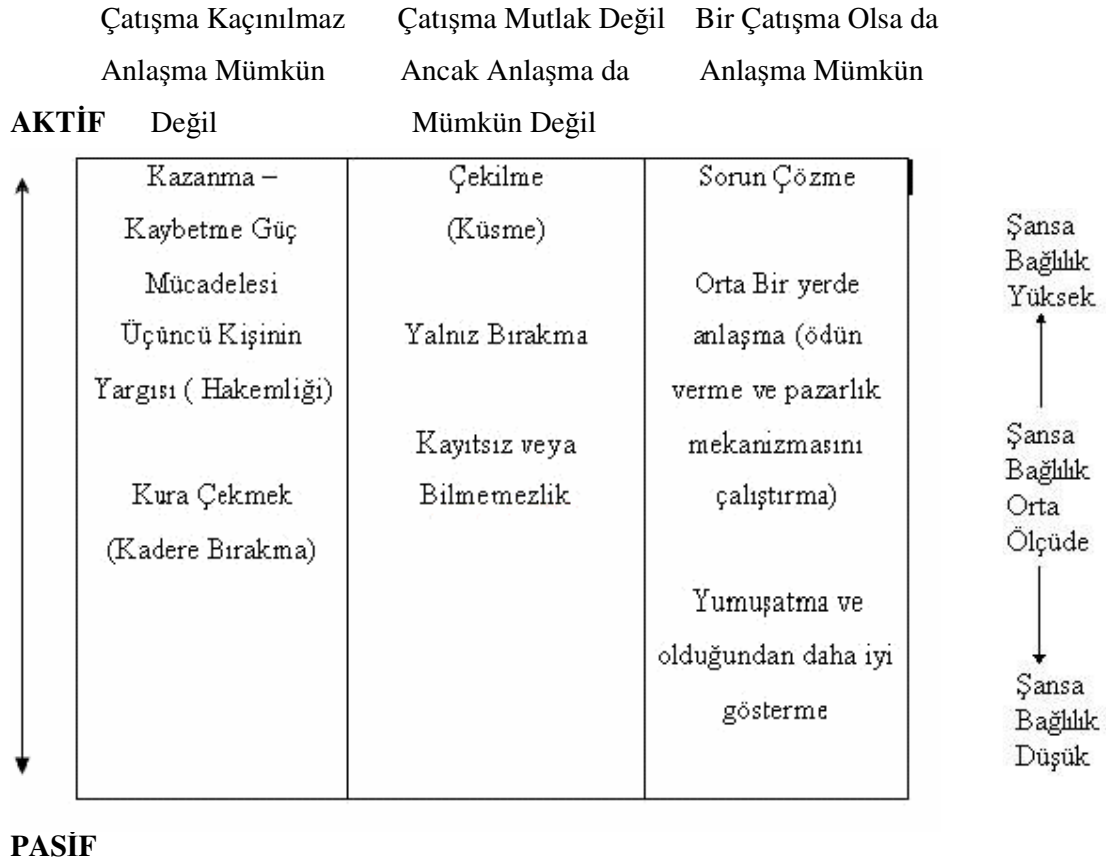 Çatışma Kaçınılmaz
Anlaşma Mümkün
Değil
Çatışma Mutlak Değil
Ancak Anlaşma da
Mümkün Değil
Bir Çatışma Olsa da
Anlaşma Mümkün
AKTİF
Kazanma –
Kaybetme Güç
Mücadelesi
Üçüncü Kişinin
Yargısı ( Hakemliği)
Kura Çekmek
(Kadere Bırakma)
Çekilme
(Küsme)
Yalnız Bırakma
Kayıtsız veya
Bilmemezlik
Sorun Çözme
Orta Bir yerde
anlaşma (ödün
verme ve pazarlık
mekanizmasını
çalıştırma)
Yumuşatma ve
olduğundan daha iyi
gösterme
Şansa
Bağlılık
Yüksek
Şansa
Bağlılık
Orta
Ölçüde
Şansa
Bağlılık
Düşük
PASİF